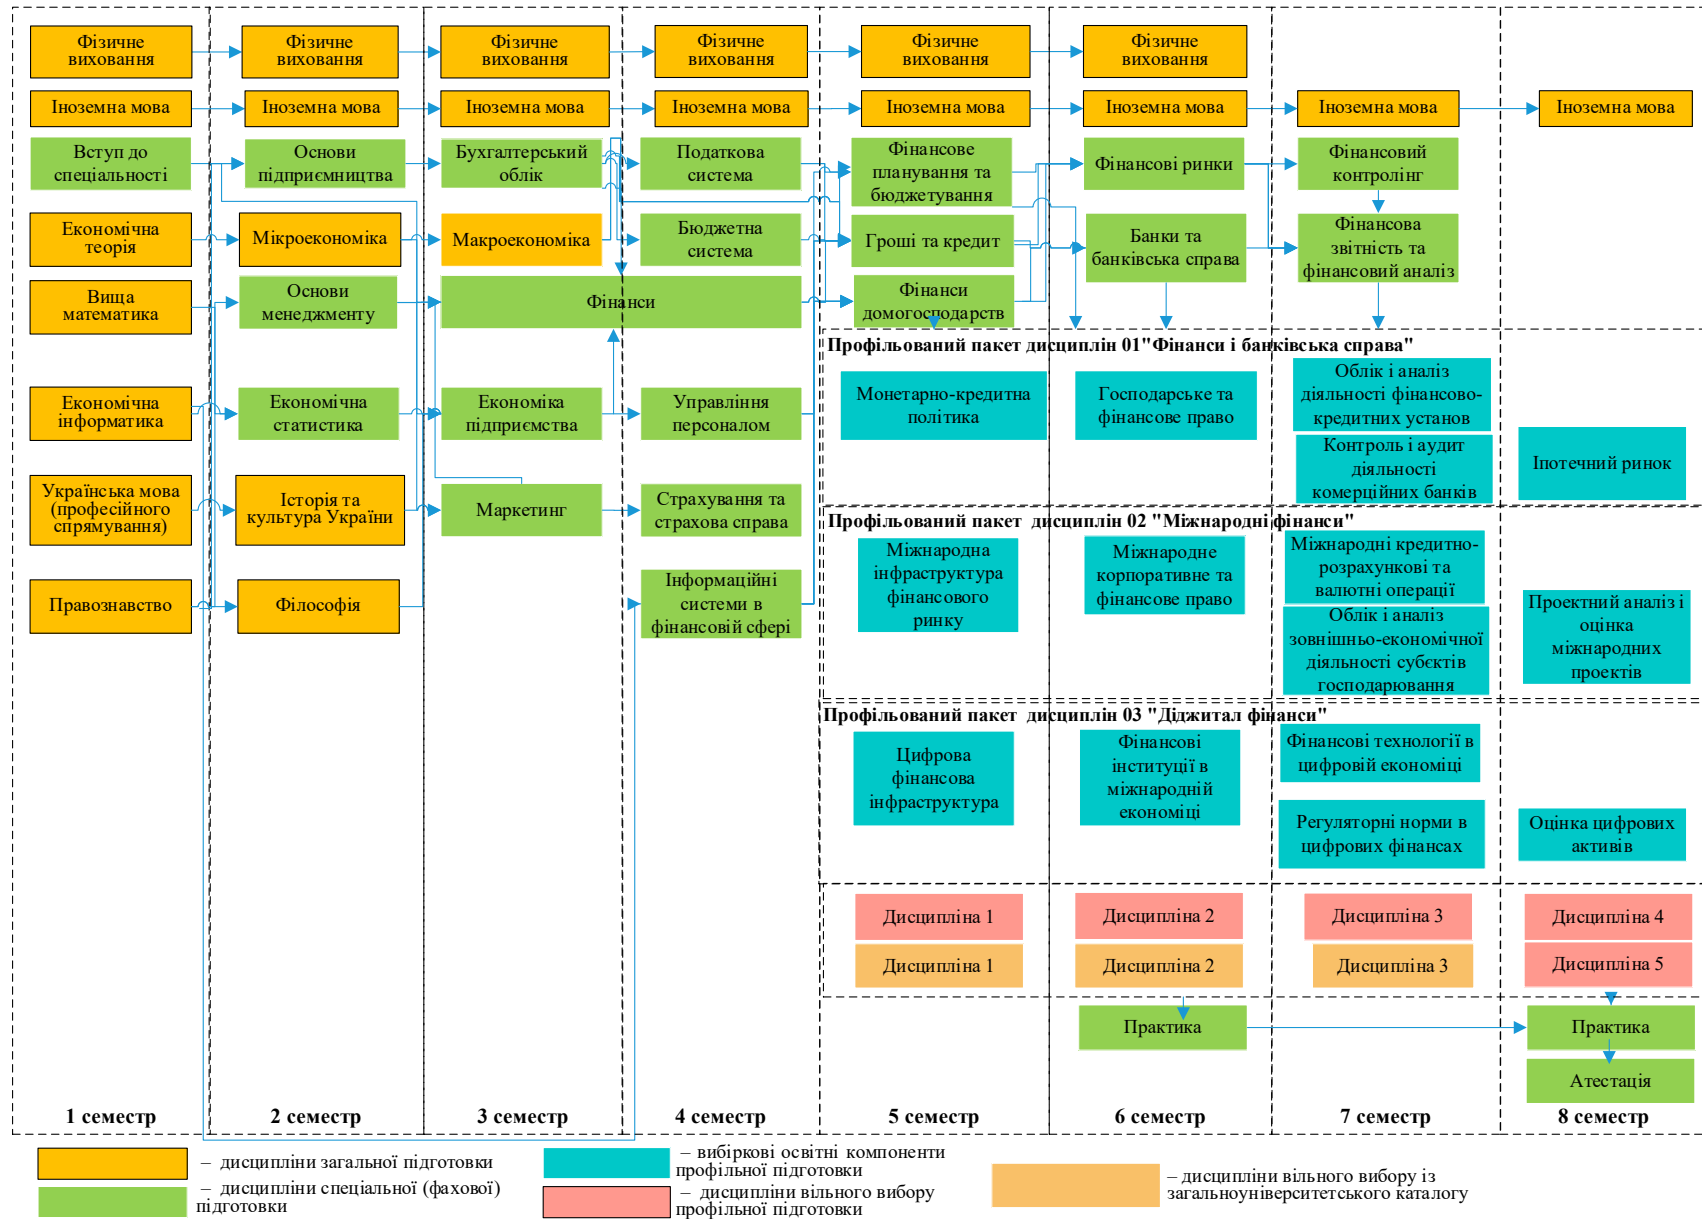 Фізичне
виховання
Фізичне
виховання
Фізичне
виховання
Фізичне
виховання
Фізичне
виховання
Фізичне
виховання
Іноземна мова
Іноземна мова
Іноземна мова
Іноземна мова
Іноземна мова
Іноземна мова
Іноземна мова
Іноземна мова
Вступ до
спеціальності
Основи
підприємництва
Бухгалтерський
облік
Податкова
система
Фінансове
планування та
бюджетування
Фінансові ринки
Фінансовий
контролінг
Економічна
теорія
Мікроекономіка
Макроекономіка
Бюджетна
система
Гроші та кредит
Банки та
банківська справа
Фінансова
звітність та
фінансовий аналіз
Вища
математика
Основи
менеджменту
Фінанси
Фінанси
домогосподарств
Профільований пакет дисциплін 01"Фінанси і банківська справа"
Економічна
інформатика
Економічна
статистика
Економіка
підприємства
Управління
персоналом
Монетарно-кредитна
політика
Господарське та
фінансове право
Облік і аналіз
діяльності фінансово-
кредитних установ
Контроль і аудит
діяльності
комерційних банків
Іпотечний ринок
Українська мова
(професійного
спрямування)
Історія та
культура України
Маркетинг
Страхування та
страхова справа
Профільований пакет  дисциплін 02 "Міжнародні фінанси"
Міжнародна
інфраструктура
фінансового
ринку
Міжнародне
корпоративне та
фінансове право
Міжнародні кредитно-
розрахункові та
валютні операції
Облік і аналіз
зовнішньо-економічної
діяльності субєктів
господарювання
Проектний аналіз і
оцінка
міжнародних
проектів
Правознавство
Філософія
Інформаційні
системи в
фінансовій сфері
Профільований пакет  дисциплін 03 "Діджитал фінанси"
Цифрова
фінансова
інфраструктура
Фінансові
інституції в
міжнародній
економіці
Фінансові технології в
цифровій економіці
Регуляторні норми в
цифрових фінансах
Оцінка цифрових
активів
Дисципліна 1
Дисципліна 2
Дисципліна 3
Дисципліна 4
Дисципліна 1
Дисципліна 2
Дисципліна 3
Дисципліна 5
Практика
Практика
Атестація
1 семестр
2 семестр
3 семестр
4 семестр
5 семестр
6 семестр
7 семестр
8 семестр
– дисципліни загальної підготовки
– дисципліни спеціальної (фахової)
підготовки
– вибіркові освітні компоненти
профільної підготовки
– дисципліни вільного вибору
профільної підготовки
– дисципліни вільного вибору із
загальноуніверситетського каталогу